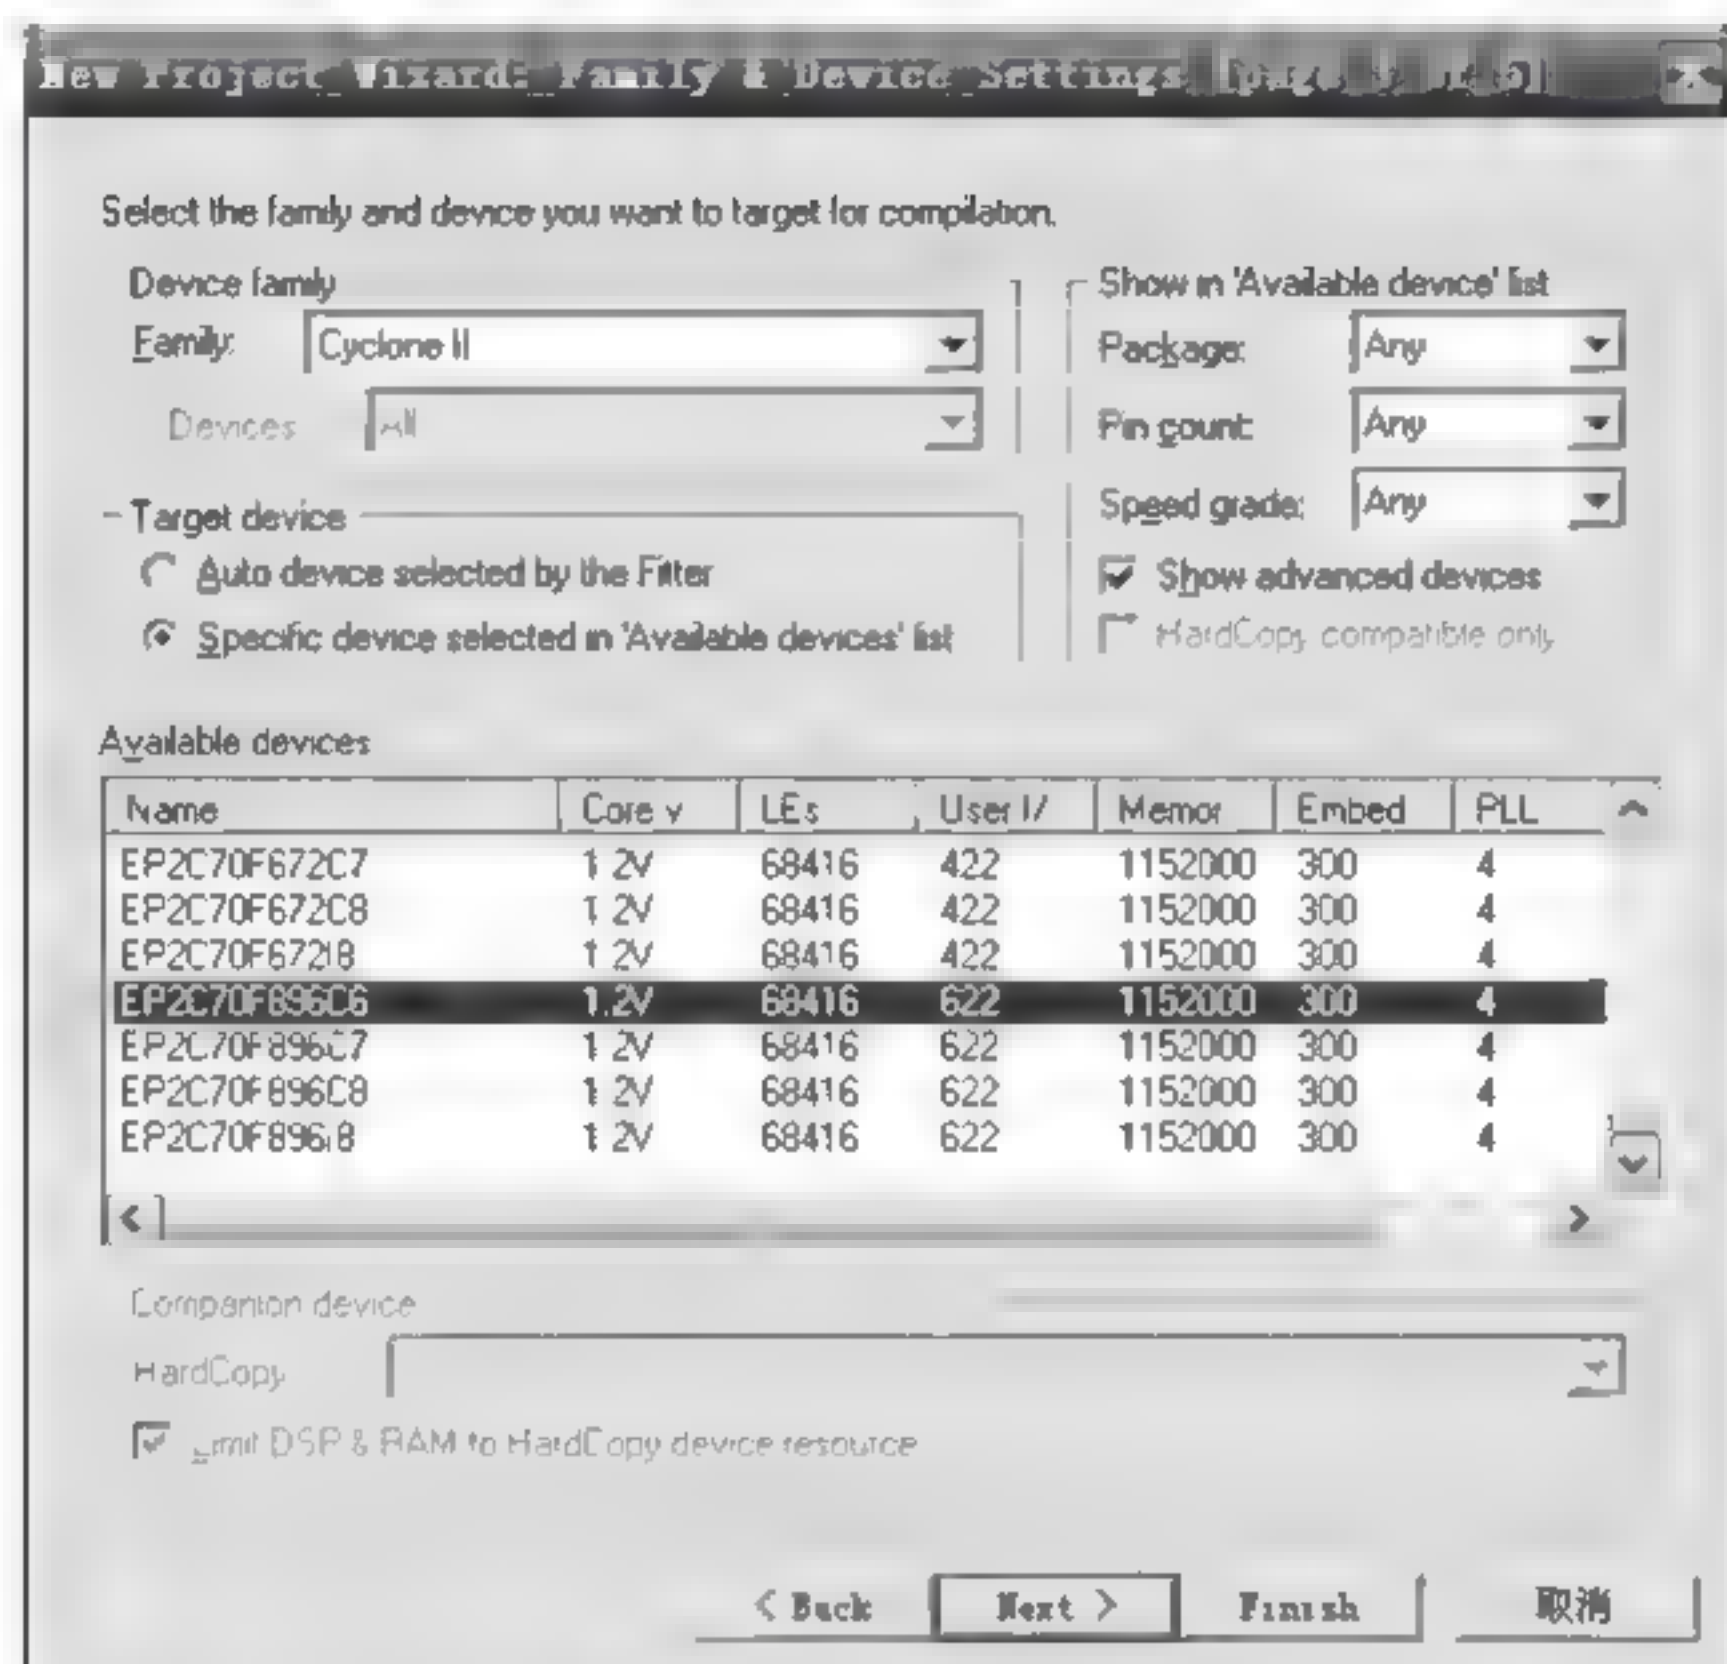 New Project Wizard: Family & Device Settings [page 3 of 5]
Select the family and device you want to target for compilation.
Device family
Family: Cyclone II
Devices All
Show in 'Available device' list
Package: Any
Pin count: Any
Speed grade: Any
Show advanced devices
HardCopy compatible only
Target device
Auto device selected by the Fitter
Specific device selected in 'Available devices' list
Available devices
Name Core v LEs User I/ Memor Embed PLL
EP2C70F672C7 1.2V 68416 422 1152000 300 4
EP2C70F672C8 1.2V 68416 422 1152000 300 4
EP2C70F672I8 1.2V 68416 422 1152000 300 4
EP2C70F896C6 1.2V 68416 622 1152000 300 4
EP2C70F896C7 1.2V 68416 622 1152000 300 4
EP2C70F896C8 1.2V 68416 622 1152000 300 4
EP2C70F896I8 1.2V 68416 622 1152000 300 4
Companion device
HardCopy
Limit DSP & RAM to HardCopy device resource
< Back Next > Finish 取消